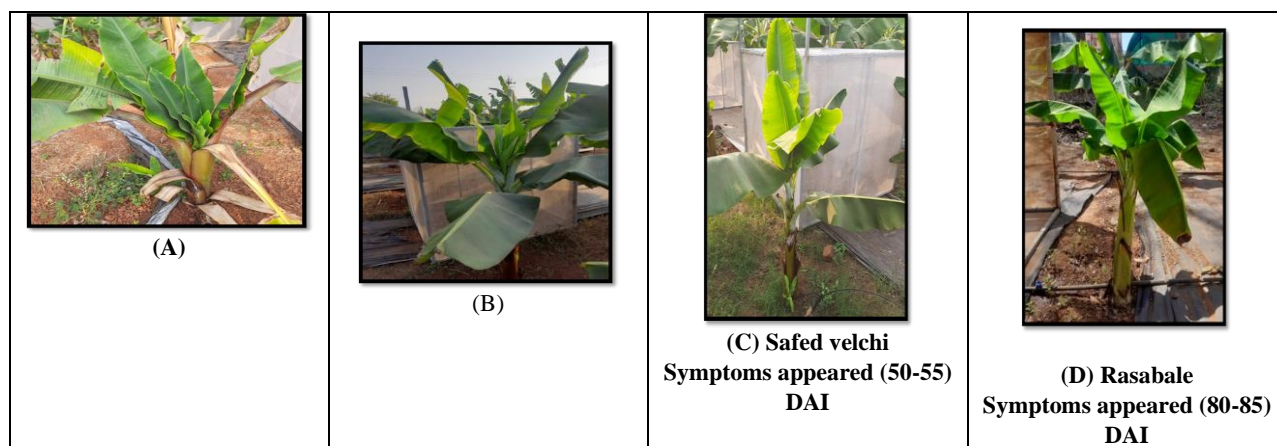 (A)
(B)
(C) Safed velchi
Symptoms appeared (50-55)
DAI
(D) Rasabale
Symptoms appeared (80-85)
DAI